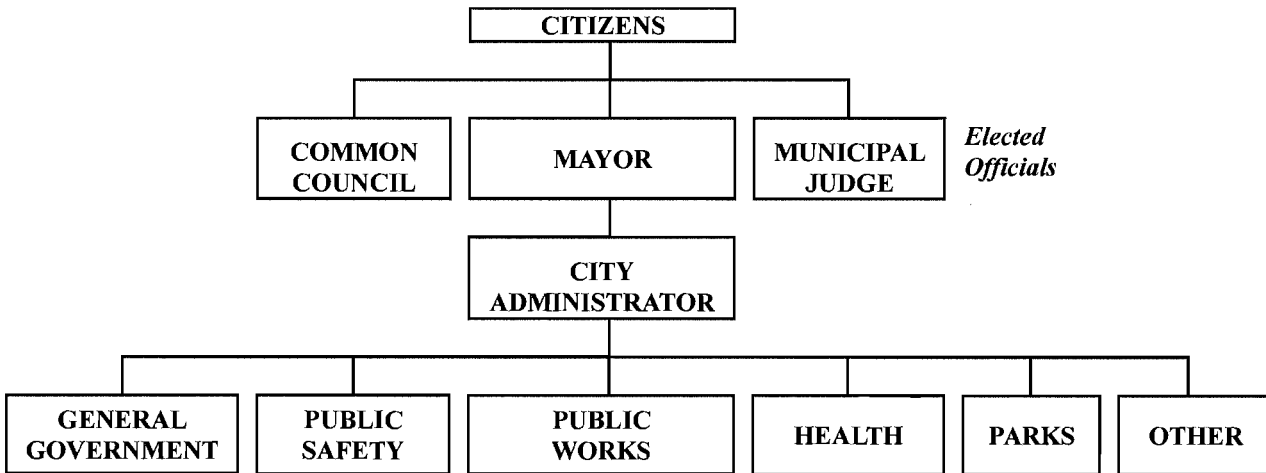 CITIZENS
COMMON
COUNCIL
MAYOR
MUNICIPAL
JUDGE
Elected
Officials
CITY
ADMINISTRATOR
GENERAL
GOVERNMENT
PUBLIC
SAFETY
PUBLIC
WORKS
HEALTH
PARKS
OTHER